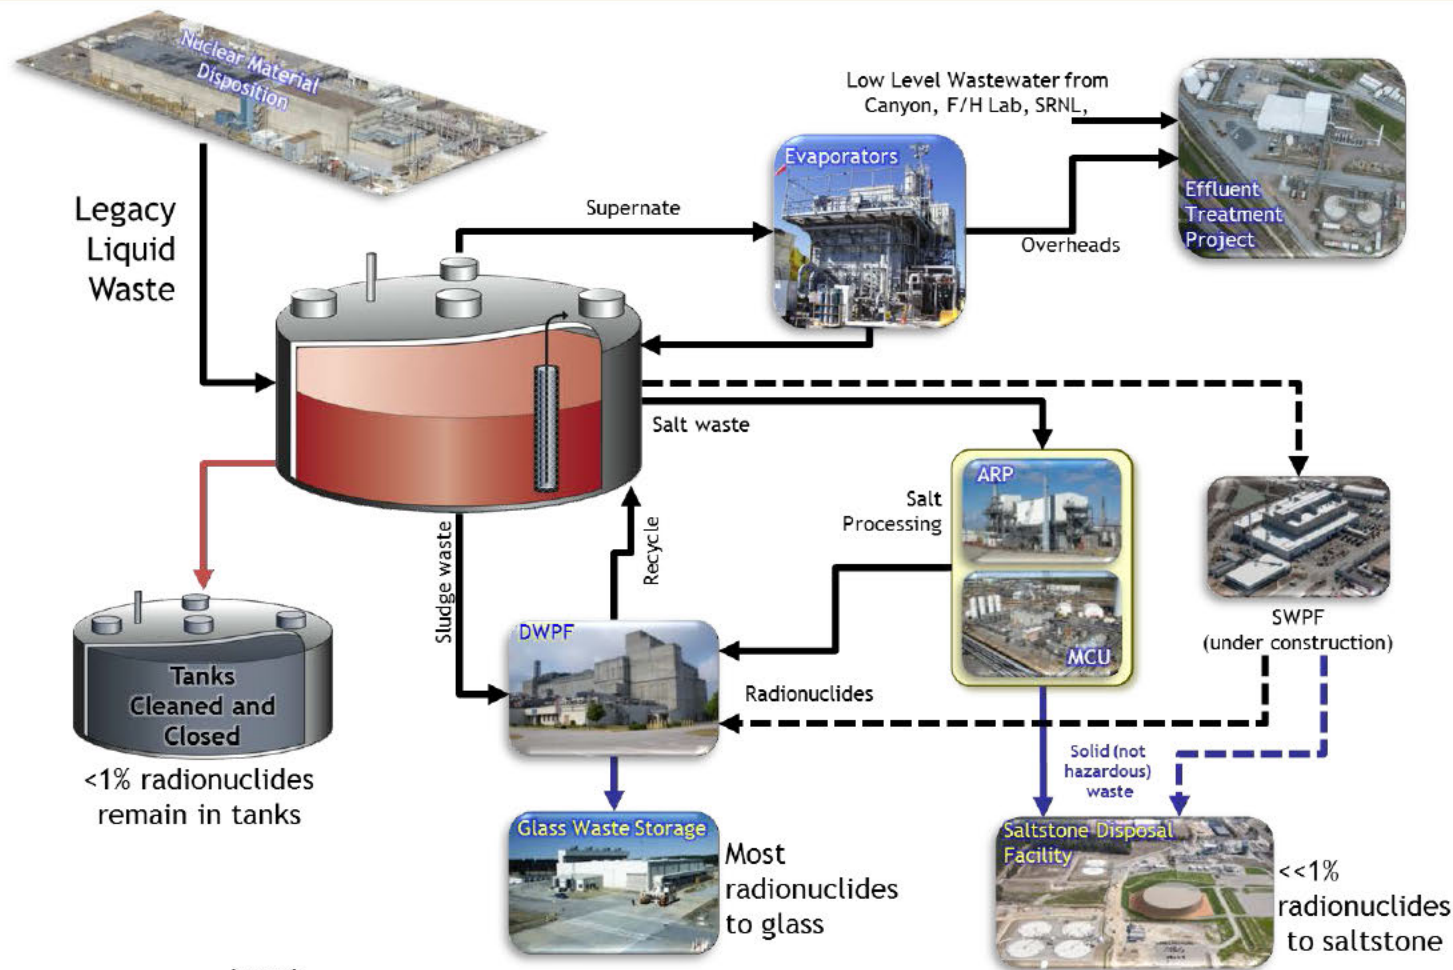 Nuclear Material
Disposition
Low Level Wastewater from
Canyon, F/H Lab, SRNL,
Evaporators
Effluent
Treatment
Project
Legacy
Liquid
Waste
Supernate
Overheads
Salt waste
ARP
Salt
Processing
MCU
SWPF
(under construction)
Sludge waste
Recycle
DWPF
Radionuclides
Tanks
Cleaned and
Closed
<1% radionuclides
remain in tanks
Solid (not
hazardous)
waste
Glass Waste Storage
Most
radionuclides
to glass
Saltstone Disposal
Facility
<<1%
radionuclides
to saltstone